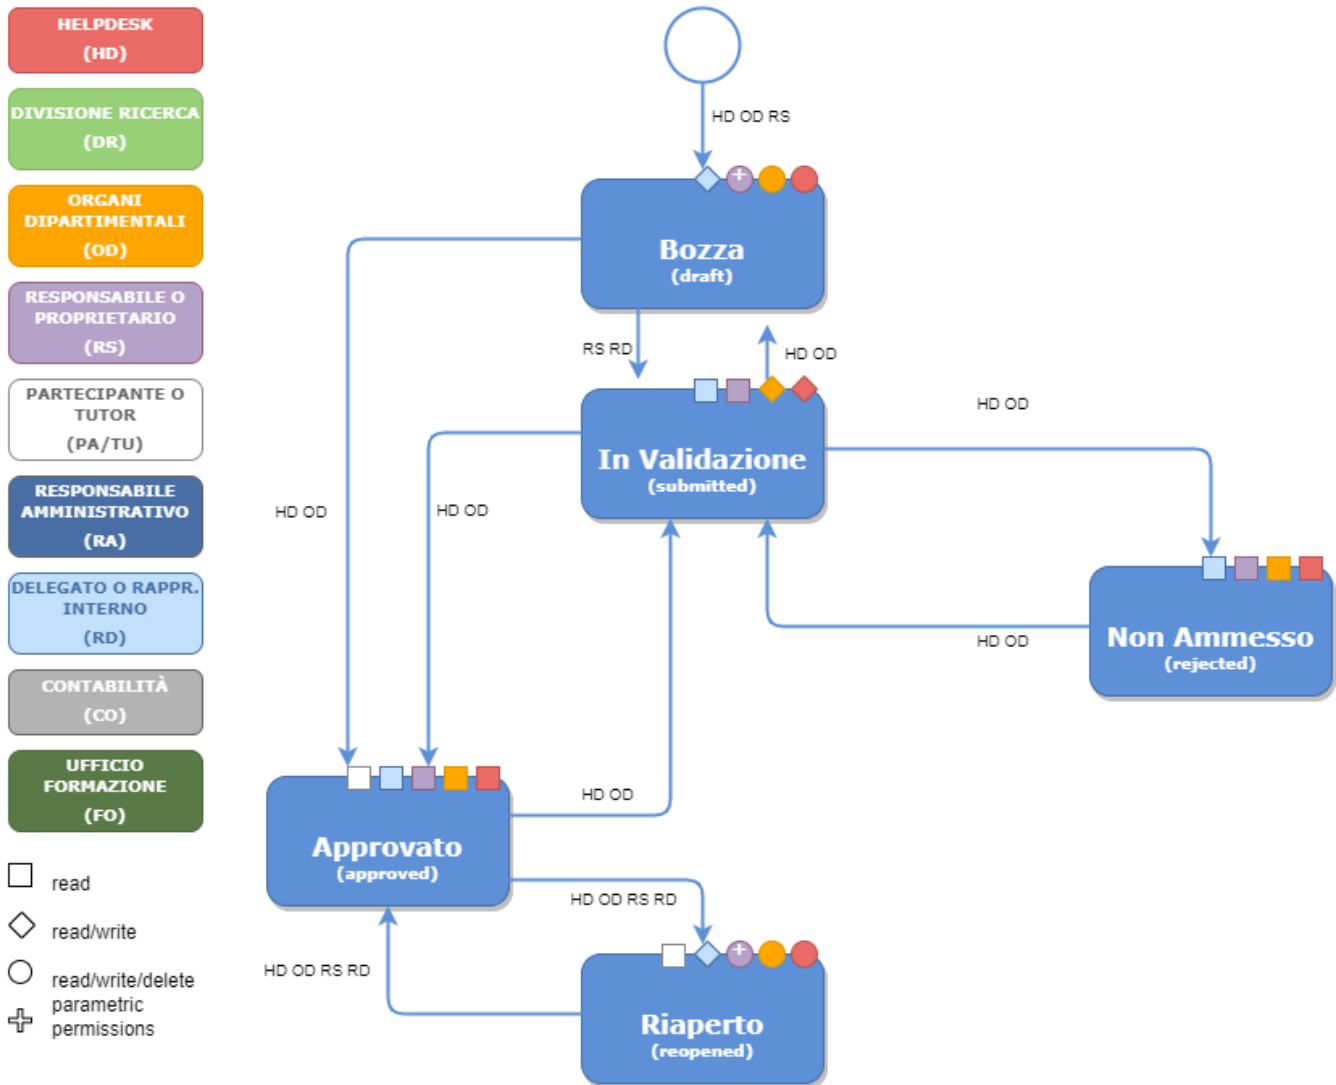 HELPDESK
(HD)
DIVISIONE RICERCA
(DR)
ORGANI
DIPARTIMENTALI
(OD)
RESPONSABILE O
PROPRIETARIO
(RS)
PARTECIPANTE O
TUTOR
(PA/TU)
RESPONSABILE
AMMINISTRATIVO
(RA)
DELEGATO O RAPPR.
INTERNO
(RD)
CONTABILITÀ
(CO)
UFFICIO
FORMAZIONE
(FO)
read
read/write
read/write/delete
parametric
permissions
HD OD RS
Bozza
(draft)
RS RD
HD OD
HD OD
In Validazione
(submitted)
HD OD
HD OD
Non Ammesso
(rejected)
HD OD
HD OD
Approvato
(approved)
HD OD RS RD
HD OD RS RD
Riaperto
(reopened)